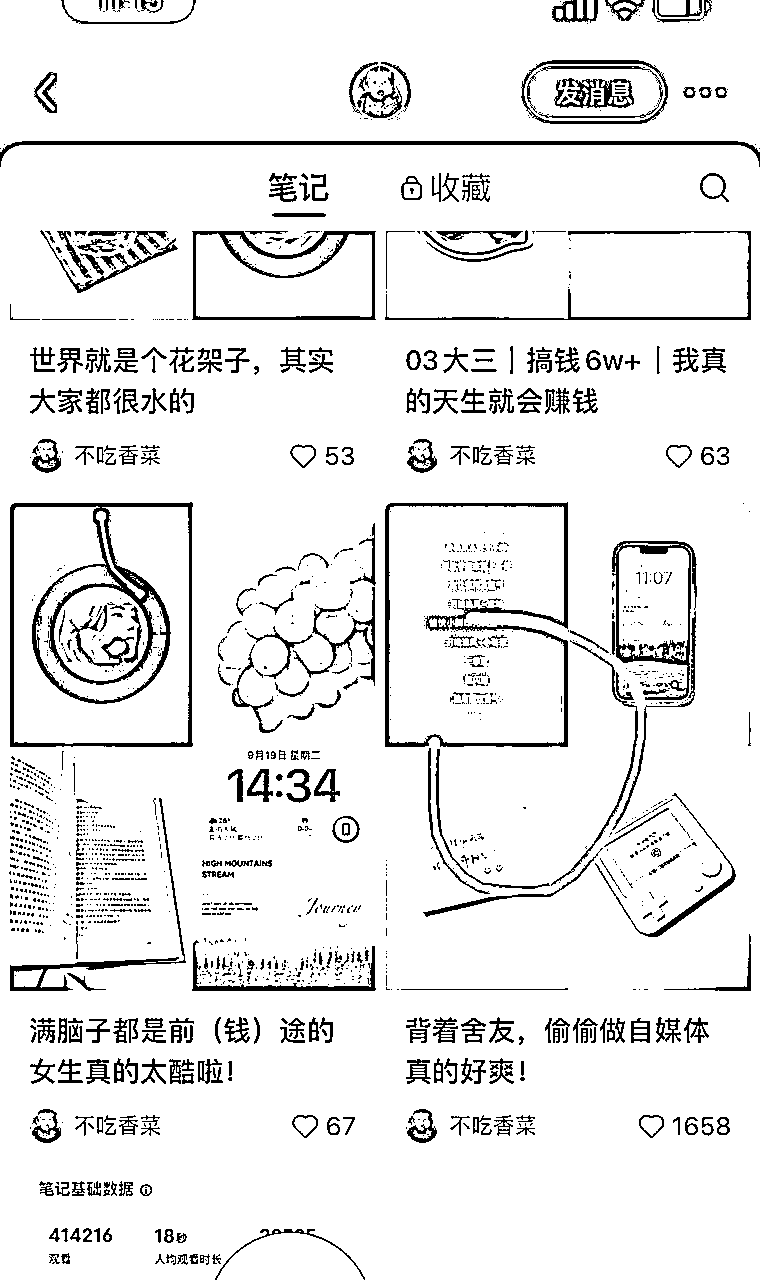 发消息
笔记
收藏
世界就是个花架子，其实
大家都很水的
不吃香菜
53
03大三｜搞钱6w+｜我真
的天生就会赚钱
不吃香菜
63
11:07
9月19日 星期二
14:34
HIGH MOUNTAINS
STREAM
Journey
满脑子都是前（钱）途的
女生真的太酷啦！
不吃香菜
67
背着舍友，偷偷做自媒体
真的好爽！
不吃香菜
1658
笔记基础数据
414216
18秒
观看
人均观看时长